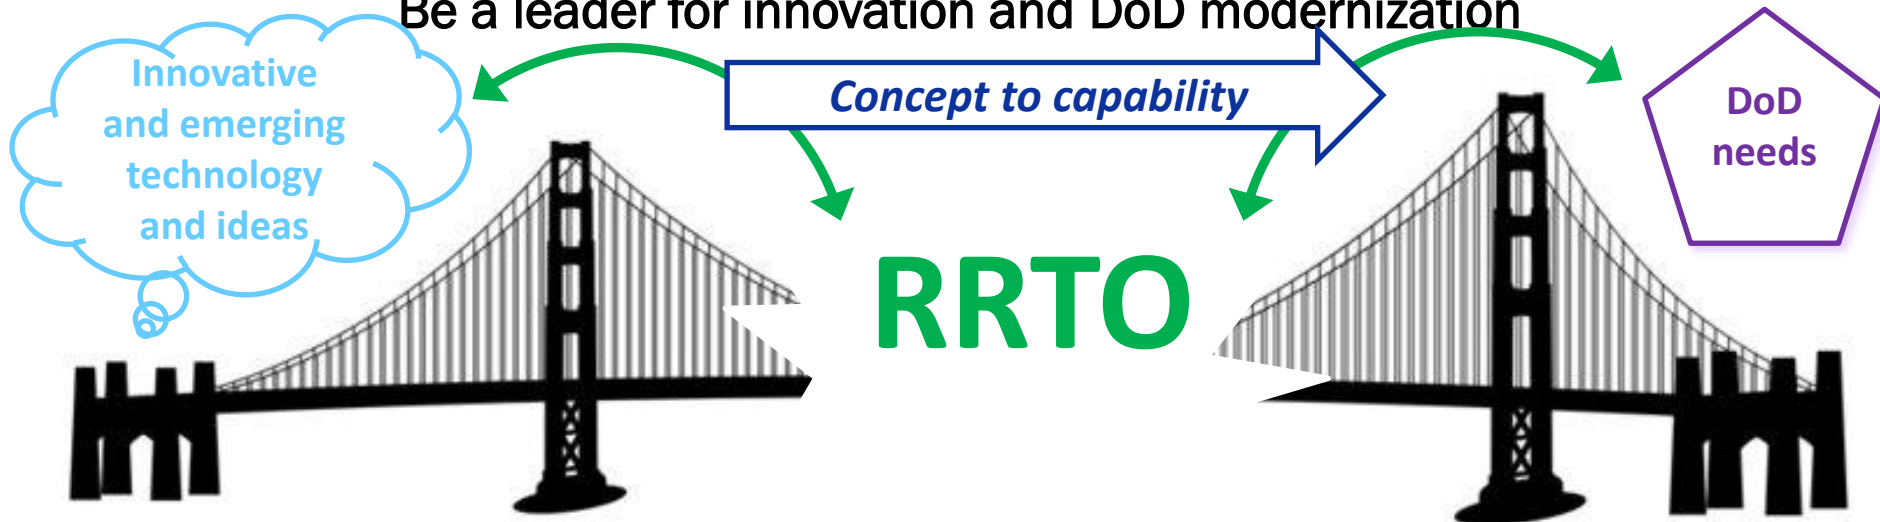 Be a leader for innovation and DoD modernization
Innovative
and emerging
technology
and ideas
Concept to capability
DoD
needs
RRTO